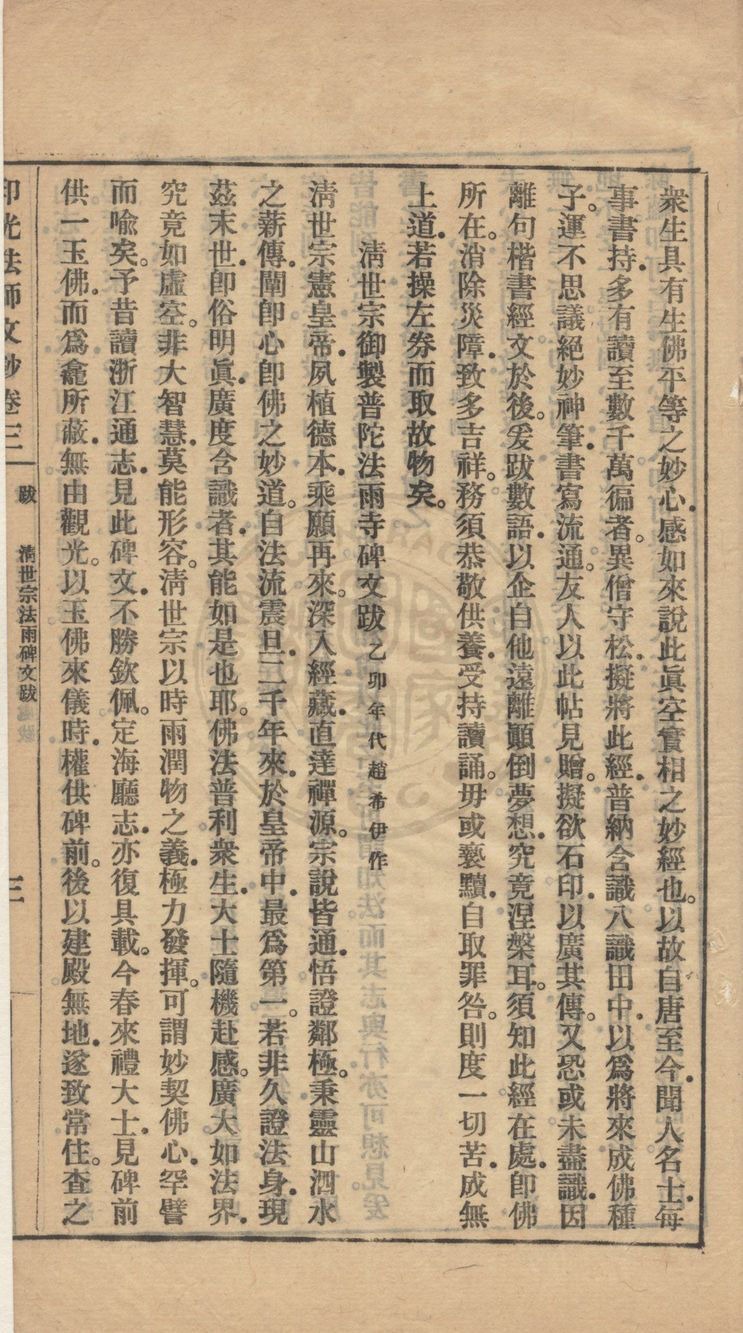 衆生具有生佛平等之妙心。感如來說此眞空實相之妙經也。以故自唐至今、聞人名士、每
事書持、多有讀至數千萬徧者。異僧守松、擬將此經、普納含識八識田中、以爲將來成佛種
子。運不思議絕妙神筆、書寫流通。友人以此帖見贈。擬欲石印、以廣其傳。又恐或未盡識、因
離句楷書經文於後。爰跋數語、以企自他遠離顚倒夢想、究竟涅槃耳。須知此經在處、卽佛
所在。消除災障、致多吉祥。務須恭敬供養、受持讀誦。毋或褻黷、自取罪咎。則度一切苦、成無
上道、若操左券而取故物矣。
淸世宗御製普陀法雨寺碑文跋 乙卯年代趙希伊作
淸世宗憲皇帝、夙植德本、乘願再來。深入經藏、直達禪源。宗說皆通、悟證鄰極。秉靈山泗水
之薪傳、闡卽心卽佛之妙道。自法流震旦、二千年來、於皇帝中、最爲第一。若非久證法身、現
茲末世、卽俗明眞、廣度含識者、其能如是也耶。佛法普利衆生、大士隨機赴感。廣大如法界、
究竟如虛空。非大智慧、莫能形容。淸世宗以時雨潤物之義、極力發揮。可謂妙契佛心、罕譬
而喩矣。予昔讀浙江通志、見此碑文、不勝欽佩。定海廳志、亦復具載。今春來禮大士、見碑前
供一玉佛、而爲龕所蔽、無由觀光。以玉佛來儀時、權供碑前。後以建殿無地、遂致常住。査之
印光法師文鈔卷三 跋 淸世宗法雨碑文跋 三